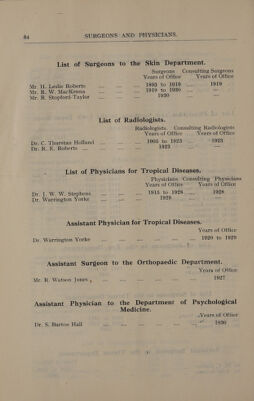 84 SURGEONS AND PHYSICIANS.
List of Surgeons to the Skin Department.
Surgeons Consulting Surgeons
Years of Office Years of Office
Mr. H. Leslie Roberts ... ... ... 1893 to 1919 ... 1919
Mr. R. W. MacKenna ... ... ... 1919 to 1930 ... ...
Mr. R. Stopford Taylor ... ... ... 1930 ... ...
List of Radiologists.
Radiologists Consulting Radiologists
Years of Office Years of Office
Dr. C. Thurstan Holland ... ... ... 1903 to 1923 ... 1923
Dr. R. E. Roberts ... ... ... 1923
List of Physicians for Tropical Diseases.
Physicians Consulting Physicians
Years of Office Years of Office
Dr. J. W. W. Stephens ... ... ... 1913 to 1928 ... 1928
Dr. Warrington Yorke ... ... ... 1928
Assistant Physician for Tropical Diseases.
Years of Office
Dr. Warrington Yorke ... ... ... 1920 to 1928
Assistant Surgeon to the Orthopaedic Department.
Years of Office
Mr. R. Watson Jones ... ... ... 1927
Assistant Physician to the Department of Psychological
Medicine.
Years of Office
Dr. S. Barton Hall ... ... ... 1930